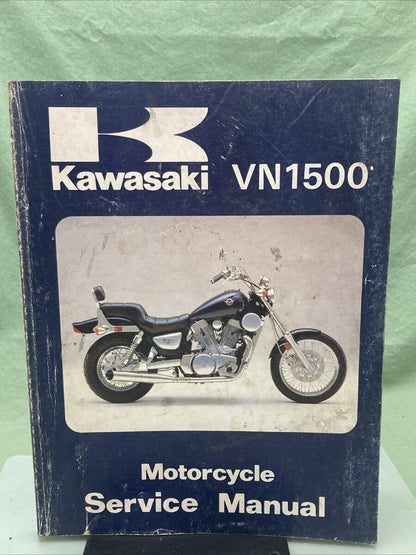 Kawasaki VN1500
Motorcycle
Service Manual